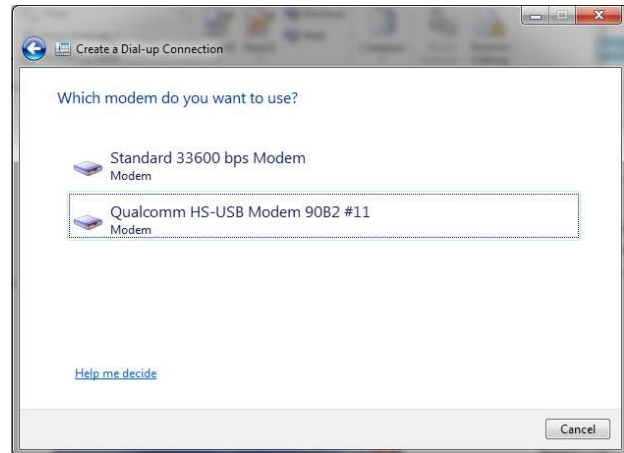 Create a Dial-up Connection
Which modem do you want to use?
Standard 33600 bps Modem
Modem
Qualcomm HS-USB Modem 90B2 #11
Modem
Help me decide
Cancel